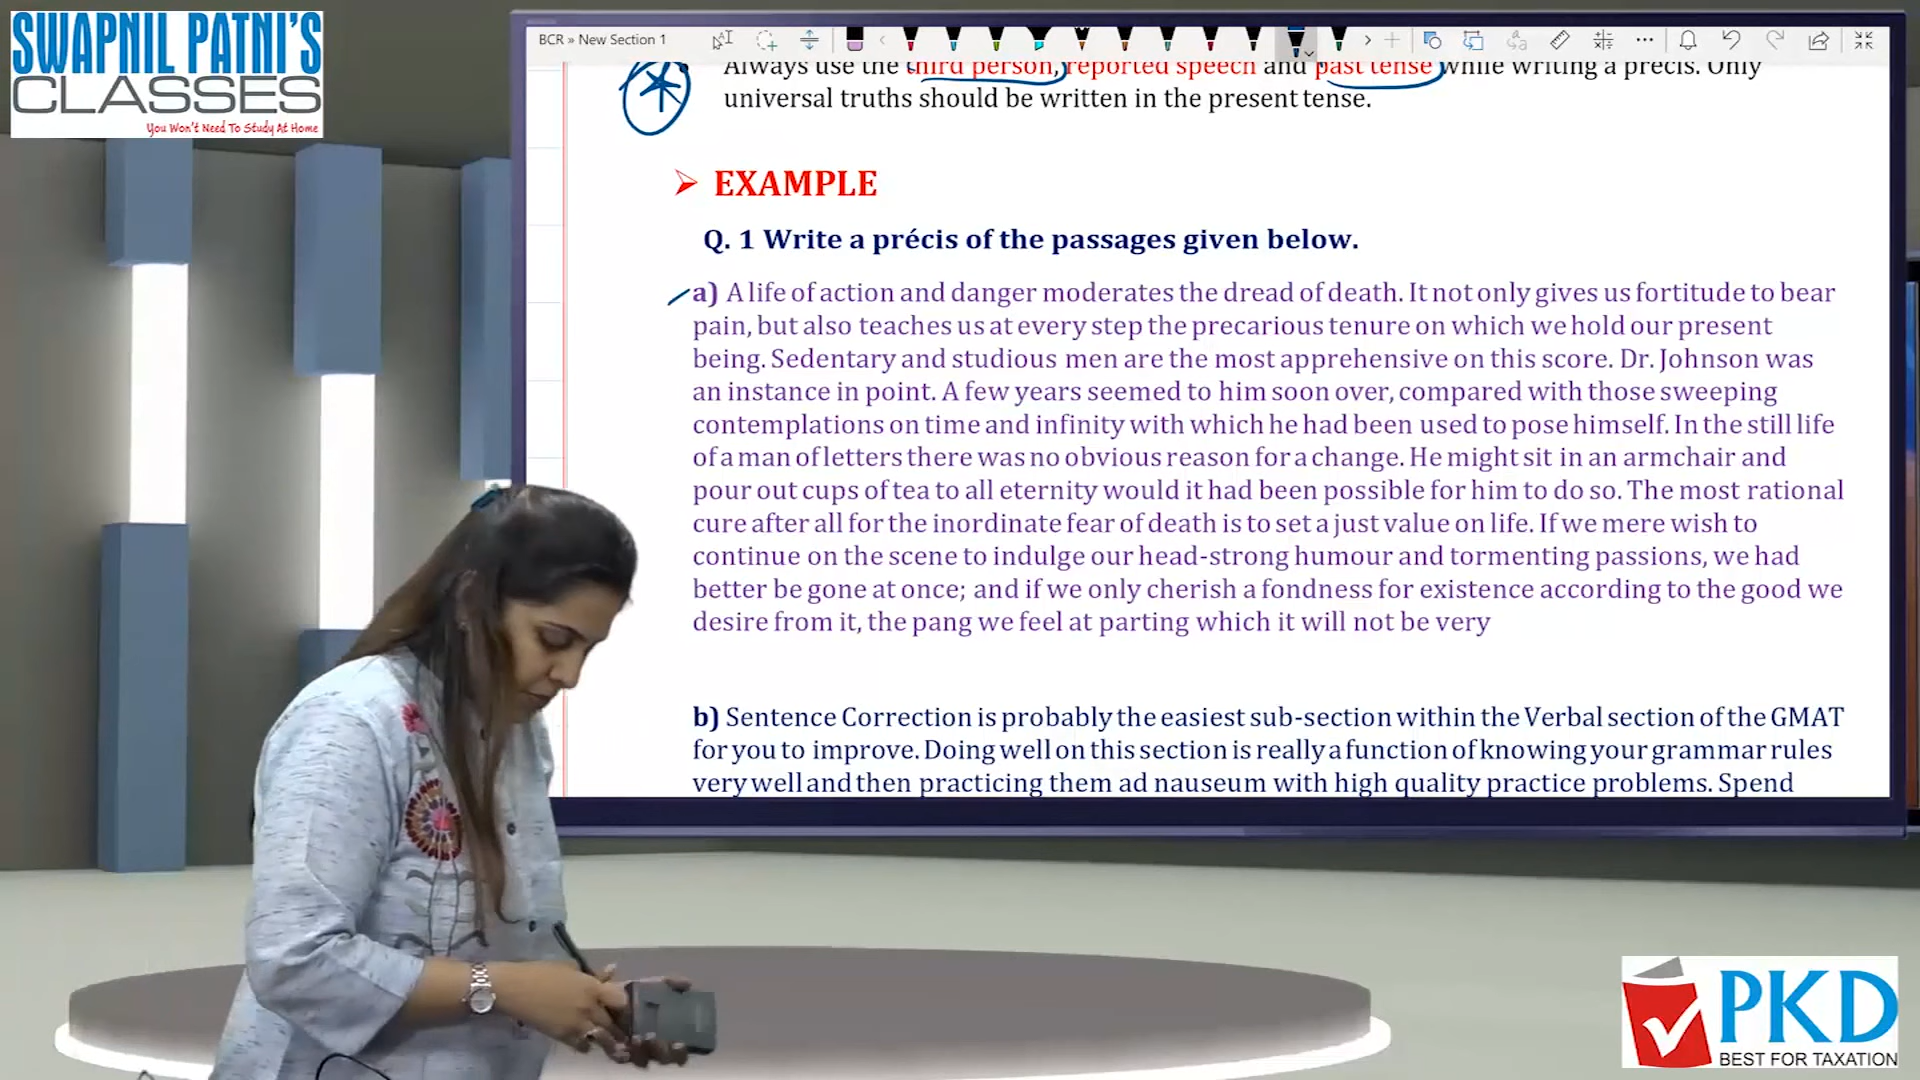 SWAPNIL PATNI'S
CLASSES
You Won't Need To Study At Home
BCR » New Section 1
Always use the third person, reported speech and past tense while writing a precis. Only
universal truths should be written in the present tense.
EXAMPLE
Q. 1 Write a précis of the passages given below.
a) A life of action and danger moderates the dread of death. It not only gives us fortitude to bear
pain, but also teaches us at every step the precarious tenure on which we hold our present
being. Sedentary and studious men are the most apprehensive on this score. Dr. Johnson was
an instance in point. A few years seemed to him soon over, compared with those sweeping
contemplations on time and infinity with which he had been used to pose himself. In the still life
of a man of letters there was no obvious reason for a change. He might sit in an armchair and
pour out cups of tea to all eternity would it had been possible for him to do so. The most rational
cure after all for the inordinate fear of death is to set a just value on life. If we mere wish to
continue on the scene to indulge our head-strong humour and tormenting passions, we had
better be gone at once; and if we only cherish a fondness for existence according to the good we
desire from it, the pang we feel at parting which it will not be very
b) Sentence Correction is probably the easiest sub-section within the Verbal section of the GMAT
for you to improve. Doing well on this section is really a function of knowing your grammar rules
very well and then practicing them ad nauseum with high quality practice problems. Spend
PKD
BEST FOR TAXATION